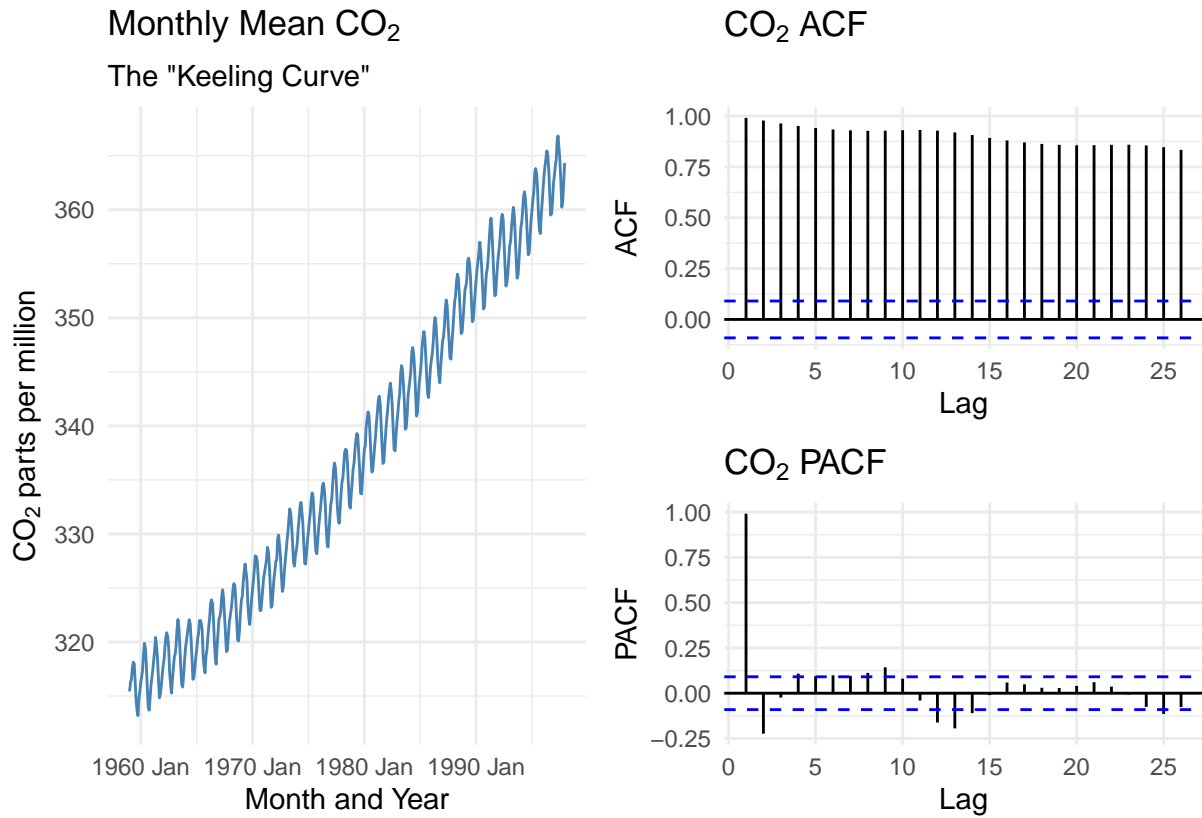 Monthly Mean CO₂
The "Keeling Curve"
CO₂ parts per million
360
350
340
330
320
1960 Jan 1970 Jan 1980 Jan 1990 Jan
Month and Year
CO₂ ACF
ACF
1.00
0.75
0.50
0.25
0.00
0 5 10 15 20 25
Lag
CO₂ PACF
PACF
1.00
0.75
0.50
0.25
0.00
−0.25
0 5 10 15 20 25
Lag